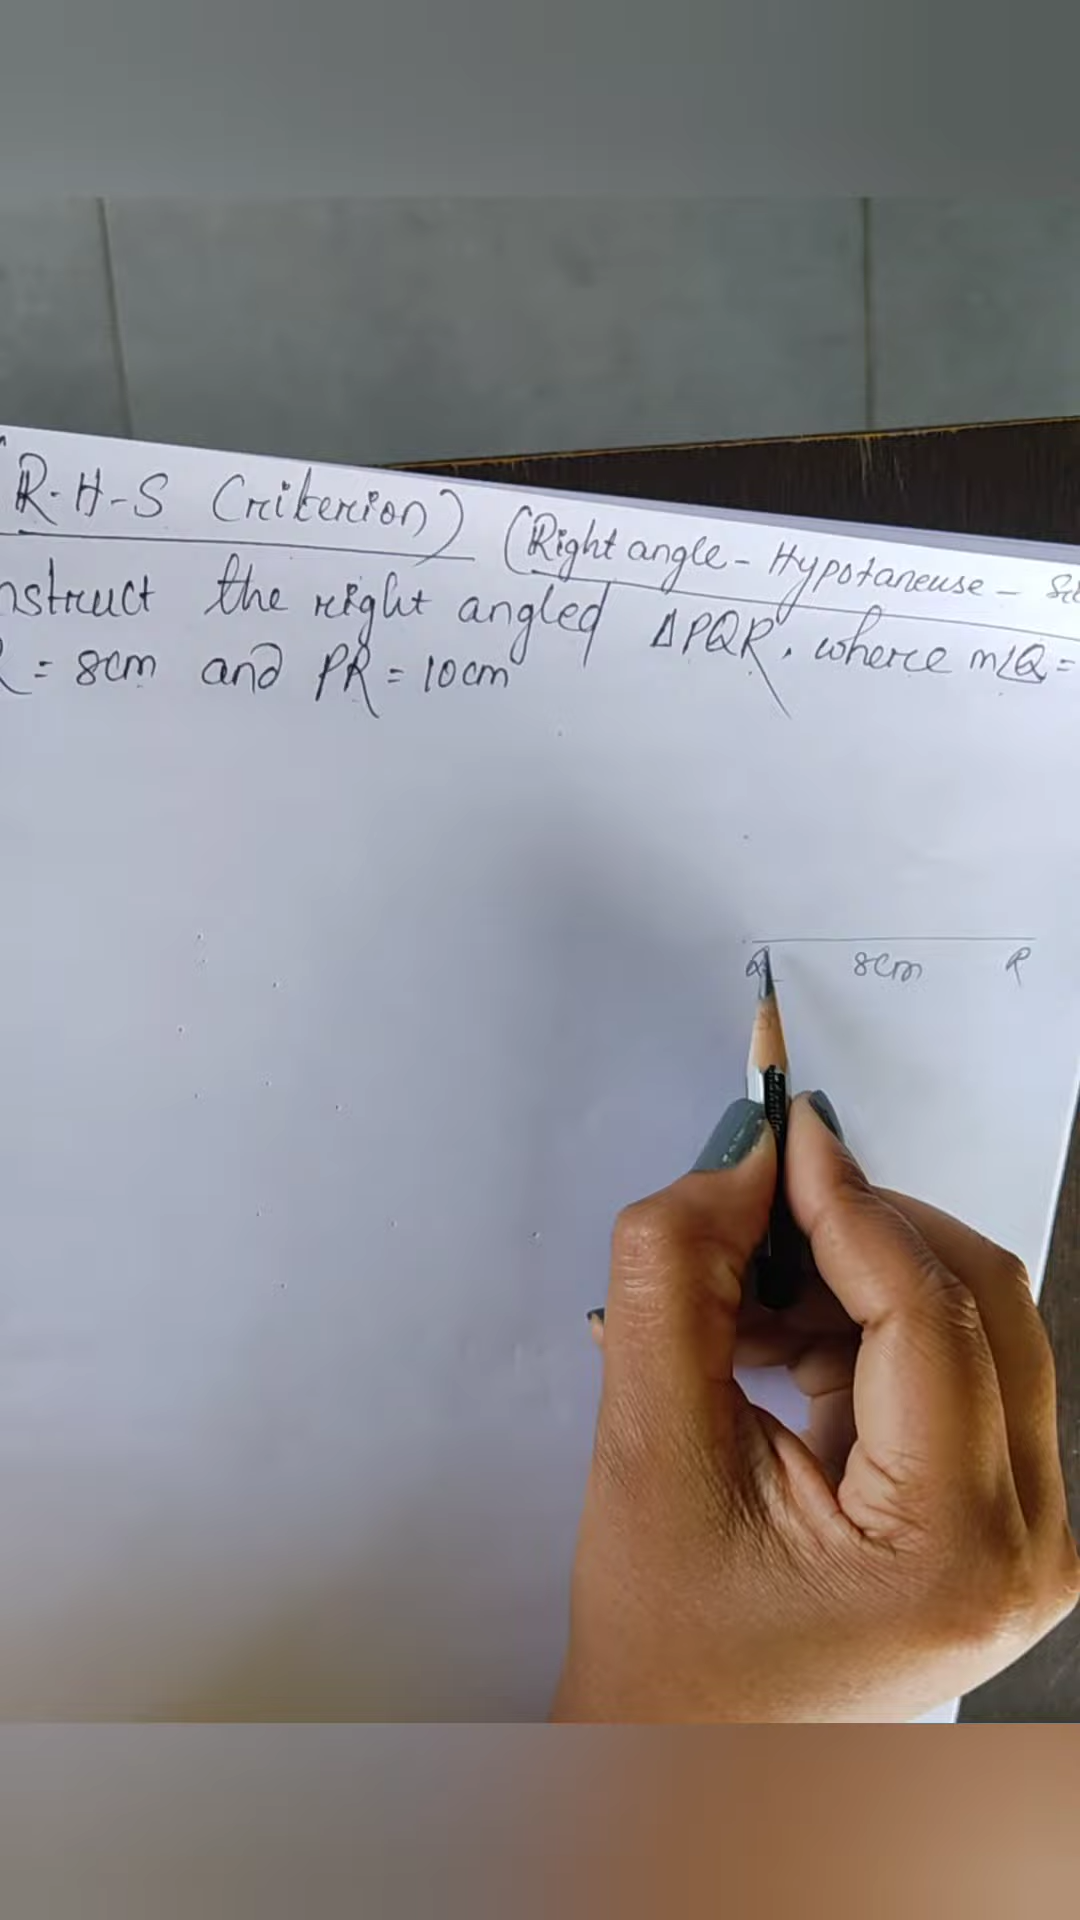 (R-H-S Criterion) (Right angle - Hypotaneuse -
nstruct the right angled ΔPQR, where m∠Q =
R = 8cm and PR = 10cm
Q 8cm R